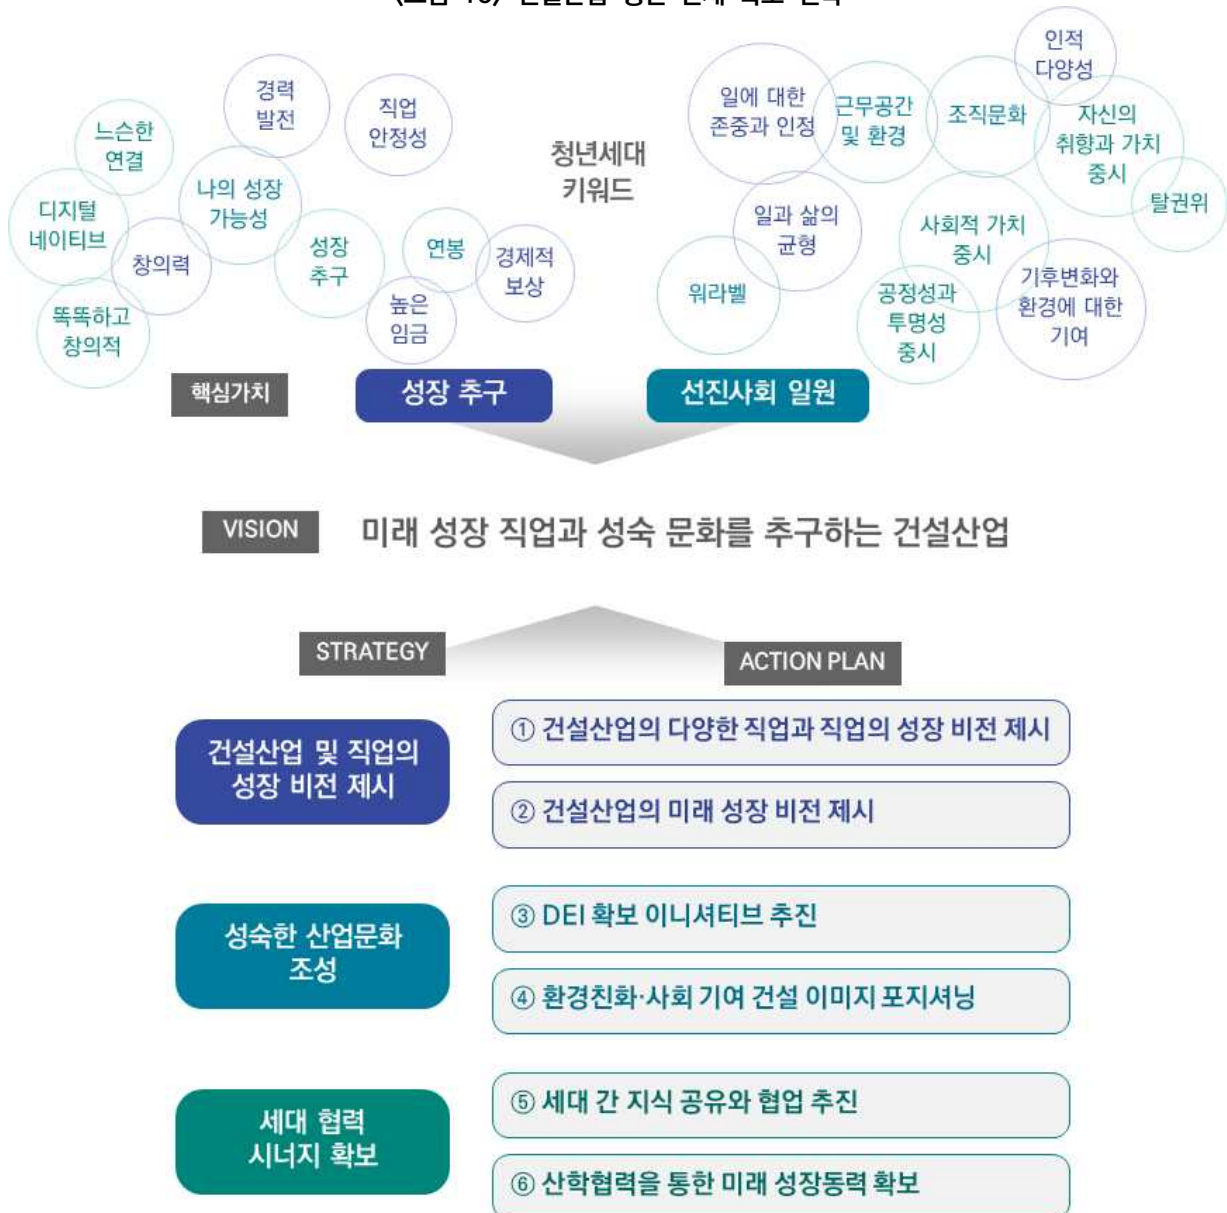 경력
발전
직업
안정성
느슨한
연결
나의 성장
가능성
디지털
네이티브
창의력
성장
추구
연봉
경제적
보상
높은
임금
똑똑하고
창의적
청년세대
키워드
인적
다양성
일에 대한
존중과 인정
근무공간
및 환경
조직문화
자신의
취향과 가치
중시
탈권위
일과 삶의
균형
사회적 가치
중시
워라벨
공정성과
투명성
중시
기후변화와
환경에 대한
기여
핵심가치
성장 추구
선진사회 일원
VISION
미래 성장 직업과 성숙 문화를 추구하는 건설산업
STRATEGY
ACTION PLAN
건설산업 및 직업의
성장 비전 제시
① 건설산업의 다양한 직업과 직업의 성장 비전 제시
② 건설산업의 미래 성장 비전 제시
성숙한 산업문화
조성
③ DEI 확보 이니셔티브 추진
④ 환경친화·사회 기여 건설 이미지 포지셔닝
세대 협력
시너지 확보
⑤ 세대 간 지식 공유와 협업 추진
⑥ 산학협력을 통한 미래 성장동력 확보